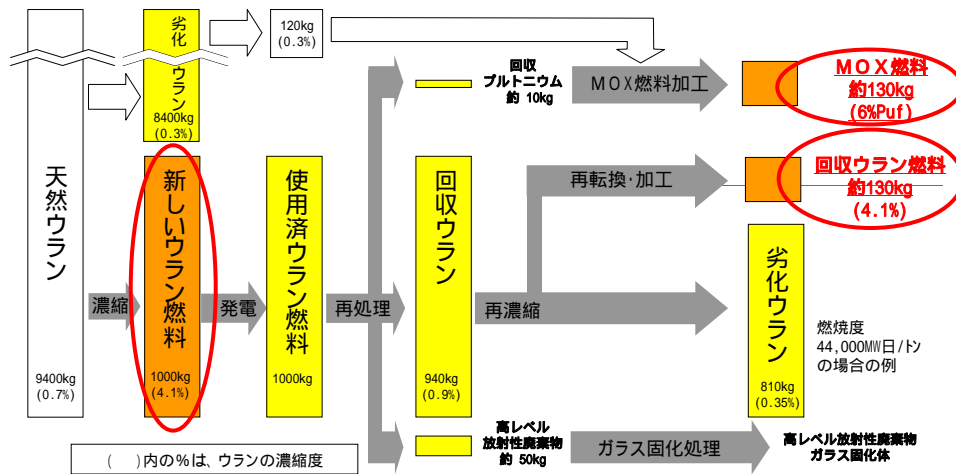 天然ウラン
9400kg
(0.7%)
濃縮
劣化ウラン
8400kg
(0.3%)
120kg
(0.3%)
新しいウラン燃料
1000kg
(4.1%)
発電
使用済ウラン燃料
1000kg
再処理
回収
プルトニウム
約 10kg
MOX燃料加工
MOX燃料
約130kg
(6%Puf)
回収ウラン
940kg
(0.9%)
再転換・加工
回収ウラン燃料
約130kg
(4.1%)
再濃縮
劣化ウラン
810kg
(0.35%)
燃焼度
44,000MW日/トン
の場合の例
高レベル
放射性廃棄物
約 50kg
ガラス固化処理
高レベル放射性廃棄物
ガラス固化体
(　)内の%は、ウランの濃縮度